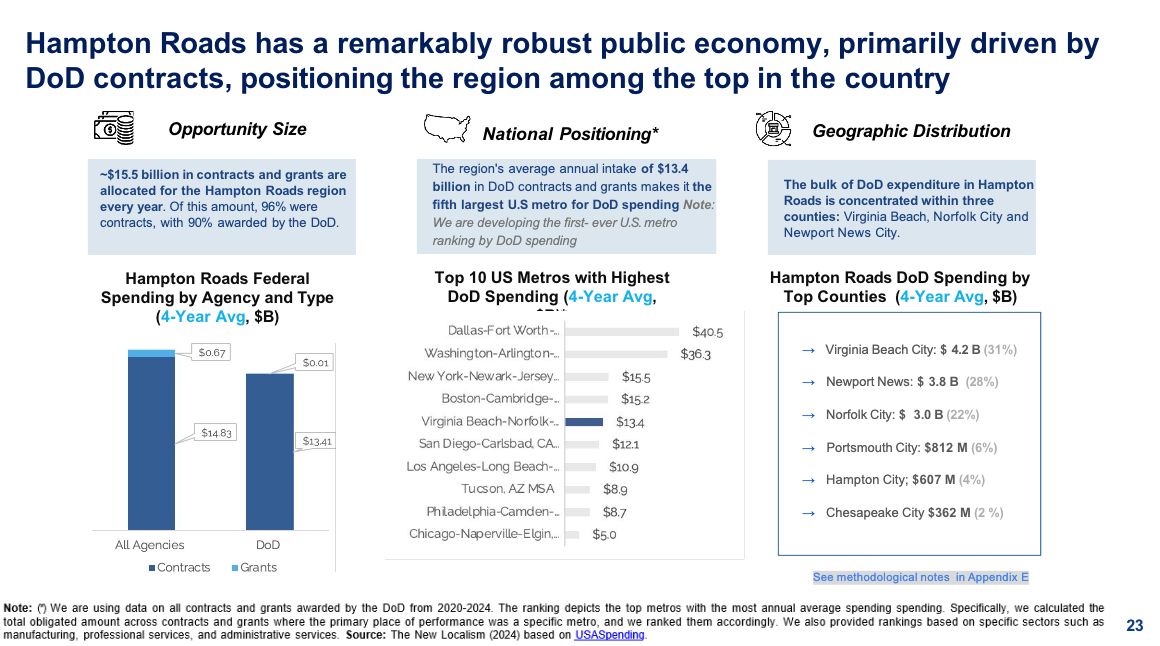 Hampton Roads has a remarkably robust public economy, primarily driven by
DoD contracts, positioning the region among the top in the country
Opportunity Size
~$15.5 billion in contracts and grants are
allocated for the Hampton Roads region
every year. Of this amount, 96% were
contracts, with 90% awarded by the DoD.
Hampton Roads Federal
Spending by Agency and Type
(4-Year Avg, $B)
$0.67
$0.01
$14.83
$13.41
All Agencies
DoD
Contracts
Grants
National Positioning*
The region's average annual intake of $13.4
billion in DoD contracts and grants makes it the
fifth largest U.S metro for DoD spending Note:
We are developing the first- ever U.S. metro
ranking by DoD spending
Top 10 US Metros with Highest
DoD Spending (4-Year Avg,
Dallas-Fort Worth-... $40.5
Washington-Arlington-... $36.3
New York-Newark-Jersey... $15.5
Boston-Cambridge-... $15.2
Virginia Beach-Norfolk-... $13.4
San Diego-Carlsbad, CA... $12.1
Los Angeles-Long Beach-... $10.9
Tucson, AZ MSA $8.9
Philadelphia-Camden-... $8.7
Chicago-Naperville-Elgin,... $5.0
Geographic Distribution
The bulk of DoD expenditure in Hampton
Roads is concentrated within three
counties: Virginia Beach, Norfolk City and
Newport News City.
Hampton Roads DoD Spending by
Top Counties (4-Year Avg, $B)
→ Virginia Beach City: $ 4.2 B (31%)
→ Newport News: $ 3.8 B (28%)
→ Norfolk City: $ 3.0 B (22%)
→ Portsmouth City: $812 M (6%)
→ Hampton City; $607 M (4%)
→ Chesapeake City $362 M (2 %)
See methodological notes in Appendix E
Note: (*) We are using data on all contracts and grants awarded by the DoD from 2020-2024. The ranking depicts the top metros with the most annual average spending spending. Specifically, we calculated the
total obligated amount across contracts and grants where the primary place of performance was a specific metro, and we ranked them accordingly. We also provided rankings based on specific sectors such as
manufacturing, professional services, and administrative services. Source: The New Localism (2024) based on USASpending.
23